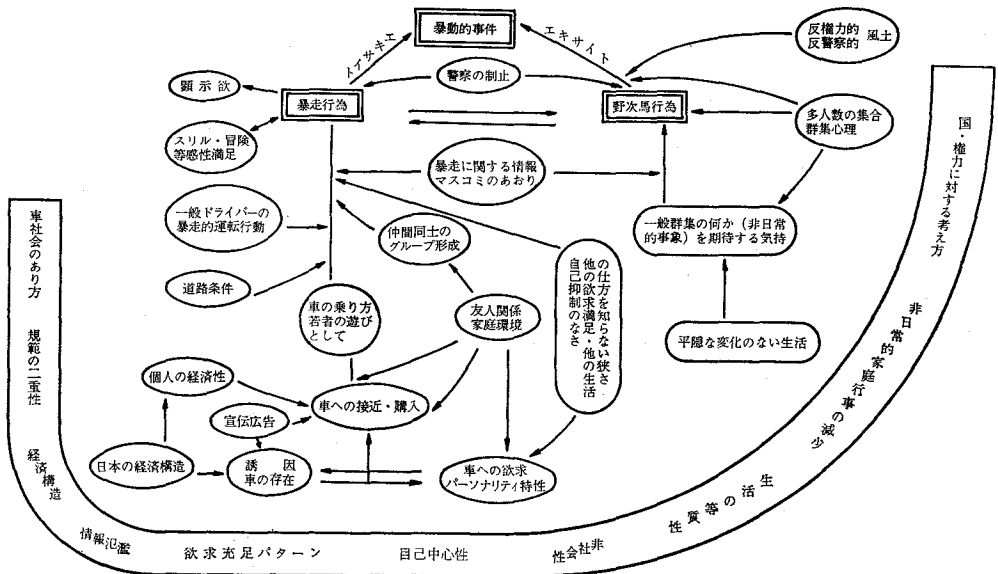 暴動的事件
エキサイト
エキサイト
反権力的
反警察的 風土
警察の制止
顕示欲
暴走行為
野次馬行為
多人数の集合
群集心理
スリル・冒険
等感性満足
暴走に関する情報
マスコミのあおり
一般ドライバーの
暴走的運転行動
仲間同士の
グループ形成
一般群集の何か（非日常
的事象）を期待する気持
道路条件
車の乗り方
若者の遊び
として
友人関係
家庭環境
自己抑制のなさ
他の欲求満足・他の生活
の仕方を知らない狭さ
平隠な変化のない生活
個人の経済性
車への接近・購入
宣伝広告
日本の経済構造
誘因
車の存在
車への欲求
パーソナリティ特性
車社会のあり方
規範の二重性
経済構造
情報氾濫
欲求充足パターン
自己中心性
非社会性
生活の等質性
非日常的家庭行事の減少
国・権力に対する考え方